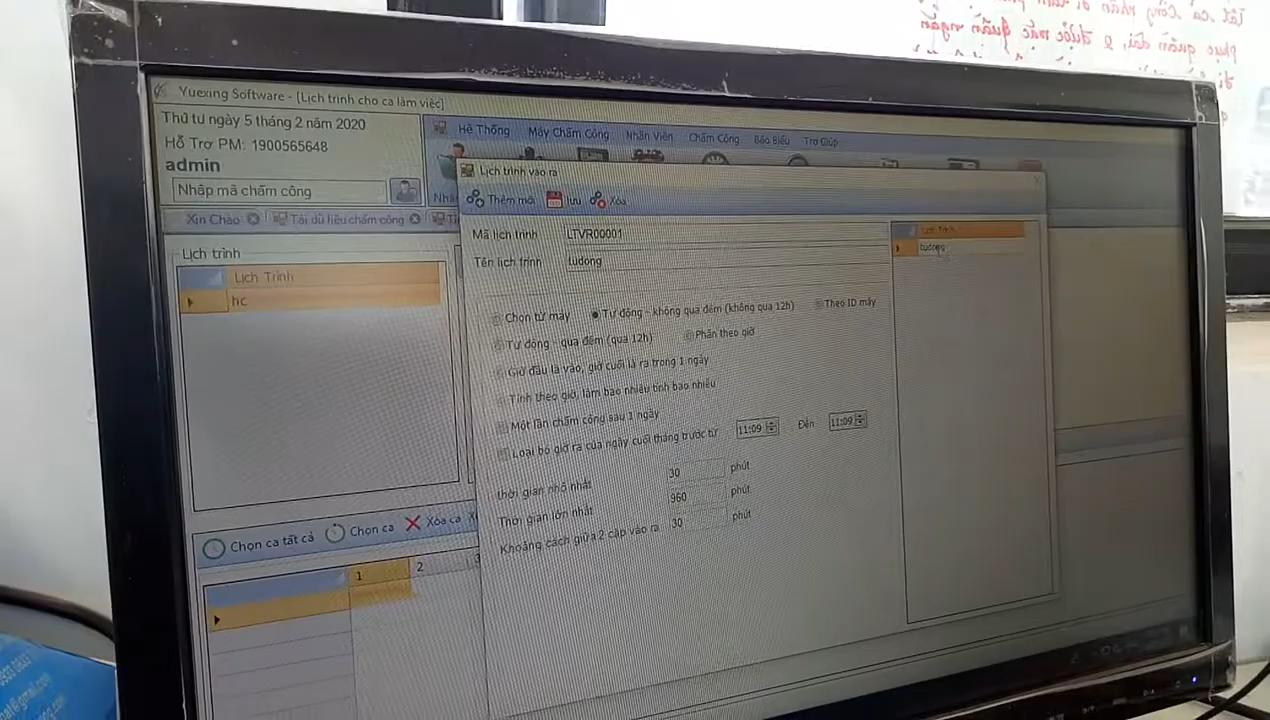 Yuexing Software - [Lịch trình cho ca làm việc]
Thứ tư ngày 5 tháng 2 năm 2020
Hỗ Trợ PM: 1900565648
admin
Nhập mã chấm công
Hệ Thống Máy Chấm Công Nhân Viên Chấm Công Báo Biểu Trợ Giúp
Xin Chào Tải dữ liệu chấm công
Lịch trình
Lịch Trình
hc
Chọn ca tất cả Chọn ca Xóa ca
1 2 3
Lịch trình vào ra
Thêm mới lưu Xóa
Mã lịch trình LTVR00001
Tên lịch trình tudong
Lịch Trình
tudong
Chọn từ máy Tự động - không qua đêm (không qua 12h) Theo ID máy
Tự động - qua đêm (qua 12h) Phân theo giờ
Giờ đầu là vào, giờ cuối là ra trong 1 ngày
Tính theo giờ, làm bao nhiêu tính bao nhiêu
Một lần chấm công sau 1 ngày
Loại bỏ giờ ra của ngày cuối tháng trước từ 11:09 Đến 11:09
thời gian nhỏ nhất 30 phút
Thời gian lớn nhất 960 phút
Khoảng cách giữa 2 cặp vào ra 30 phút